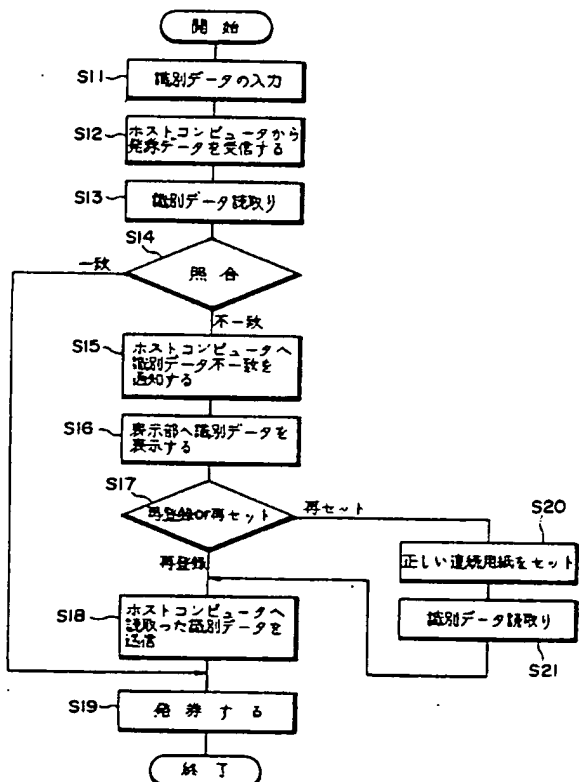 開始
S11
識別データの入力
S12
ホストコンピュータから
発券データを受信する
S13
識別データ読取り
S14
一致
照合
不一致
S15
ホストコンピュータへ
識別データ不一致を
通知する
S16
表示部へ識別データを
表示する
S17
再登録or再セット
再セット
再登録
S20
正しい連続用紙をセット
S18
ホストコンピュータへ
読取った識別データを
送信
識別データ読取り
S21
S19
発券する
終了